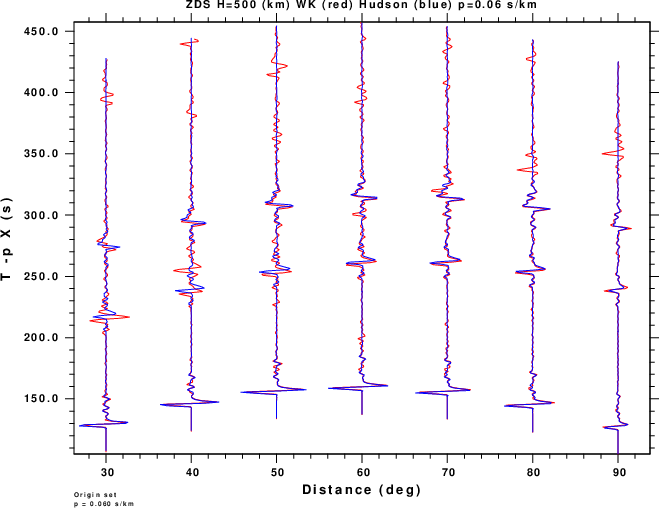 ZDS H=500 (km) WK (red) Hudson (blue) p=0.06 s/km
450.0
400.0
350.0
300.0
250.0
200.0
150.0
T -p X (s)
30 40 50 60 70 80 90
Distance (deg)
Origin set
p = 0.060 s/km